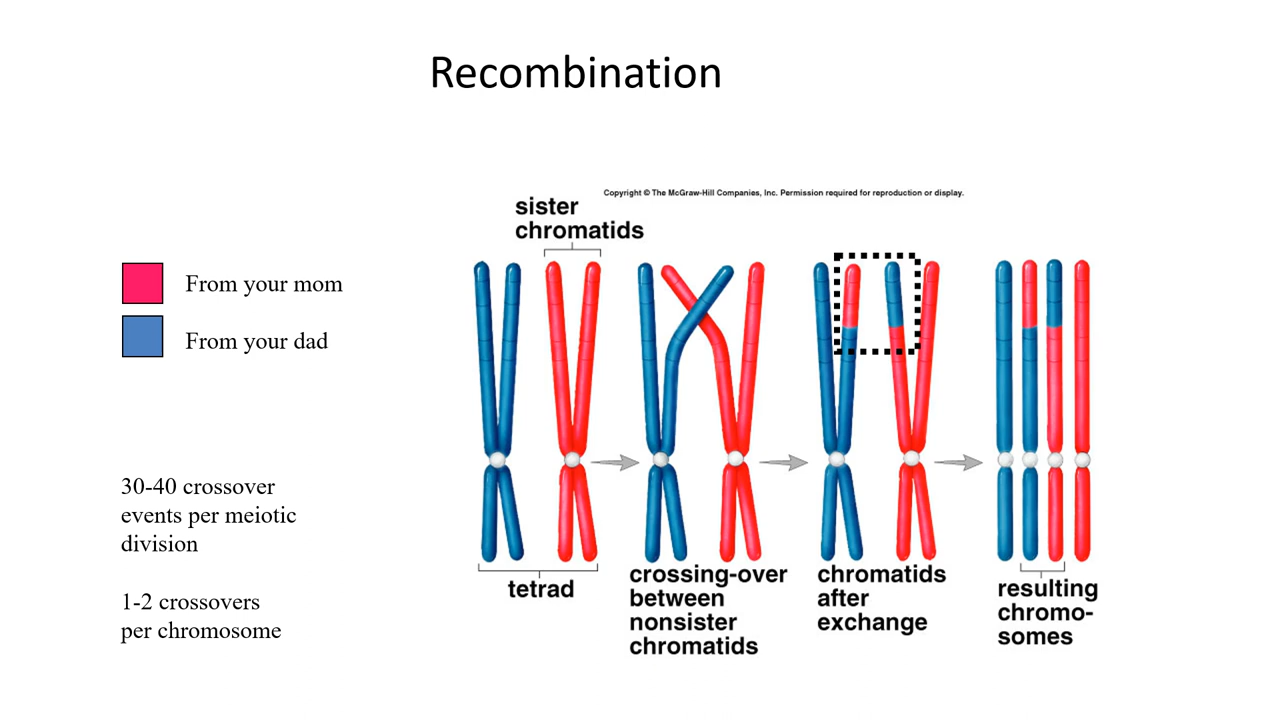 Recombination
Copyright © The McGraw-Hill Companies, Inc. Permission required for reproduction or display.
sister
chromatids
From your mom
From your dad
30-40 crossover
events per meiotic
division
1-2 crossovers
per chromosome
tetrad
crossing-over
between
nonsister
chromatids
chromatids
after
exchange
resulting
chromo-
somes